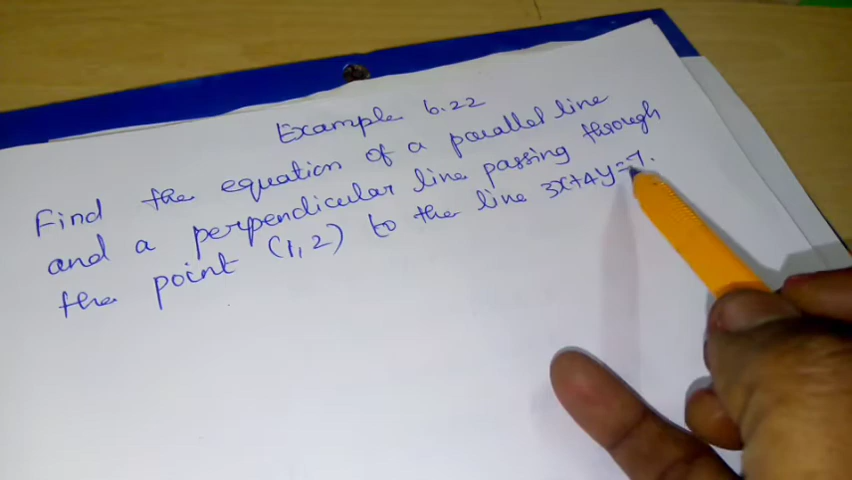 Example 6.22
Find the equation of a parallel line
and a perpendicular line passing through
the point (1,2) to the line 3x+4y=7.